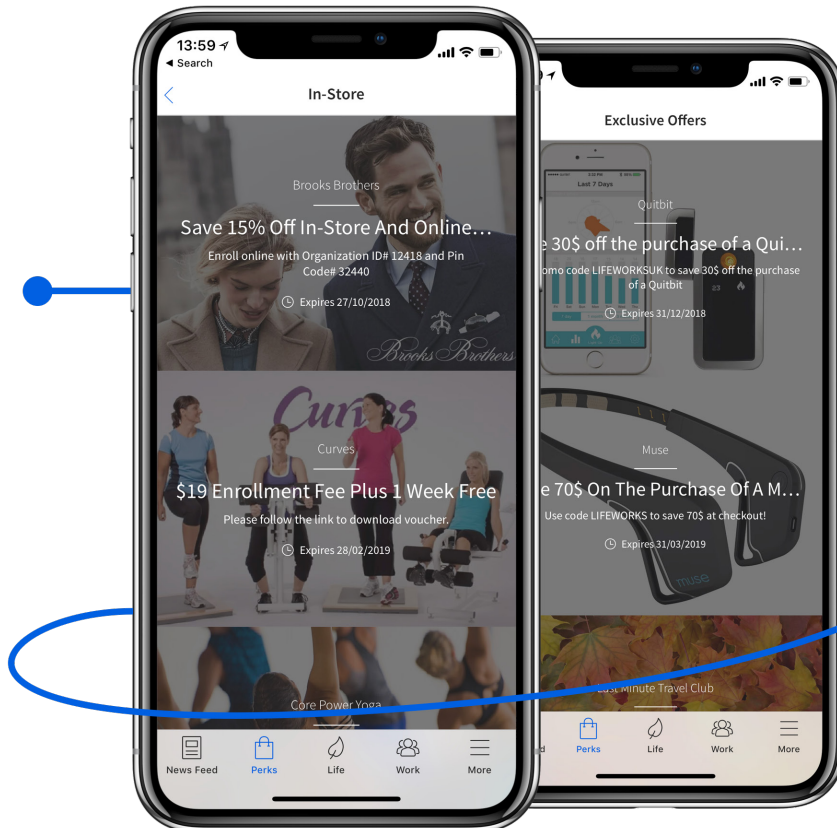 13:59
Search
In-Store
Brooks Brothers
Save 15% Off In-Store And Online…
Enroll online with Organization ID# 12418 and Pin
Code# 32440
Expires 27/10/2018
Brooks Brothers
Curves
Curves
$19 Enrollment Fee Plus 1 Week Free
Please follow the link to download voucher.
Expires 28/02/2019
Core Power Yoga
News Feed
Perks
Life
Work
More
Exclusive Offers
Last 7 Days
Quitbit
30$ off the purchase of a Qui…
code LIFEWORKSUK to save 30$ off the purchase
of a Quitbit
23
Expires 31/12/2018
Muse
70$ On The Purchase Of A M…
Use code LIFEWORKS to save 70$ at checkout!
Expires 31/03/2019
muse
Last Minute Travel Club
Perks
Life
Work
More